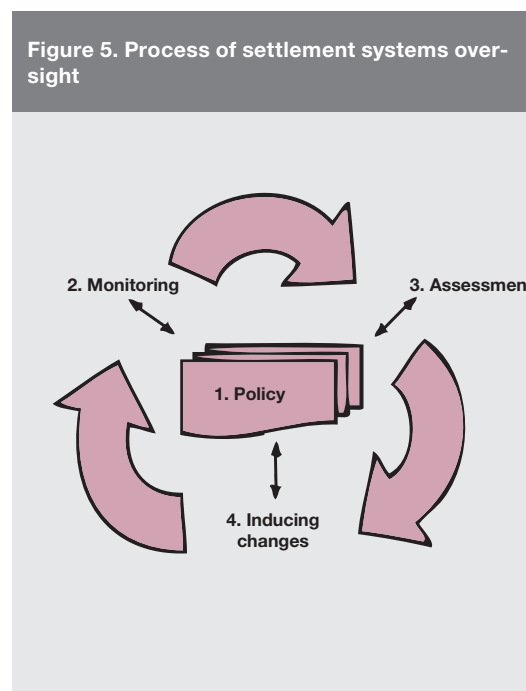 Figure 5. Process of settlement systems over-
sight
2. Monitoring
3. Assessmen
1. Policy
4. Inducing
changes